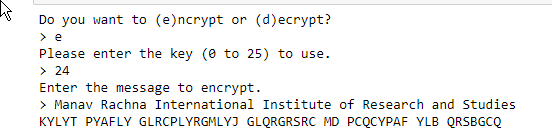 Do you want to (e)ncrypt or (d)ecrypt?
> e
Please enter the key (0 to 25) to use.
> 24
Enter the message to encrypt.
> Manav Rachna International Institute of Research and Studies
KYLYT PYAFLY GLRCPLYRGMLYJ GLQRGRSRC MD PCQCYPAF YLB QRSBGCQ